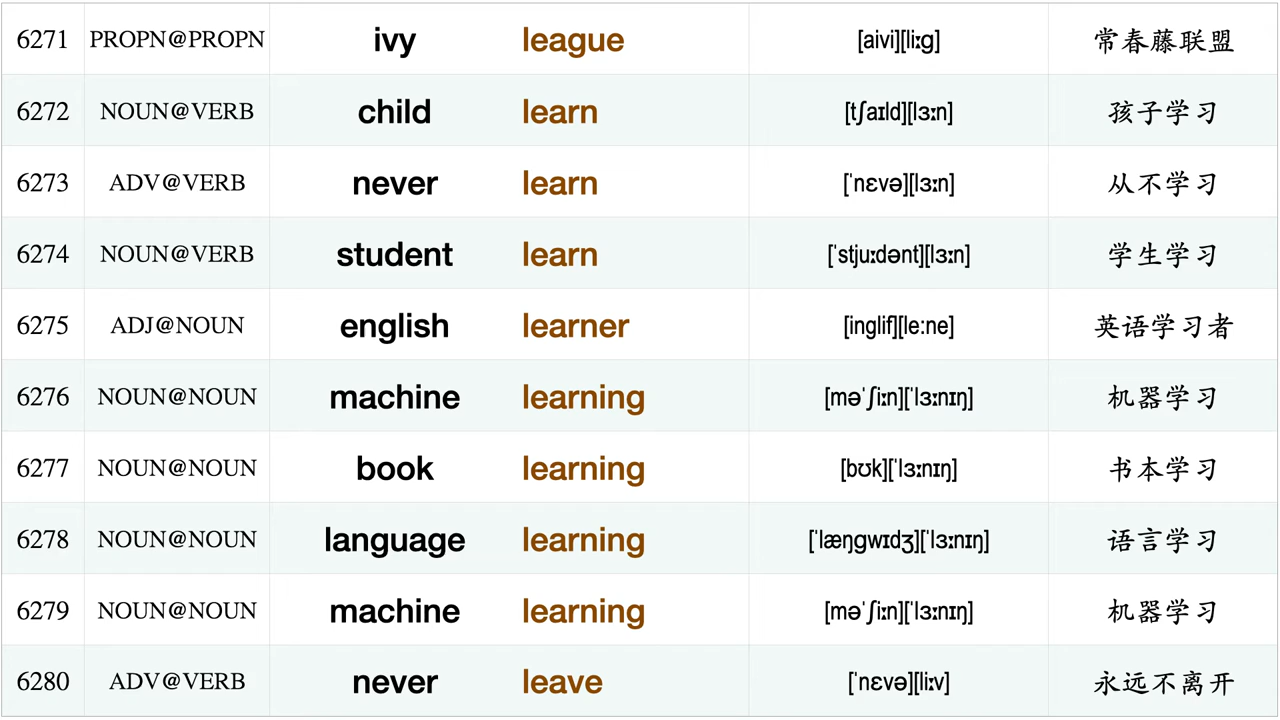 6271 PROPN@PROPN ivy league [aivi][liːg] 常春藤联盟
6272 NOUN@VERB child learn [tʃaɪld][lɜːn] 孩子学习
6273 ADV@VERB never learn [ˈnɛvə][lɜːn] 从不学习
6274 NOUN@VERB student learn [ˈstjuːdənt][lɜːn] 学生学习
6275 ADJ@NOUN english learner [inglif][le:ne] 英语学习者
6276 NOUN@NOUN machine learning [məˈʃiːn][ˈlɜːnɪŋ] 机器学习
6277 NOUN@NOUN book learning [bʊk][ˈlɜːnɪŋ] 书本学习
6278 NOUN@NOUN language learning [ˈlæŋgwɪdʒ][ˈlɜːnɪŋ] 语言学习
6279 NOUN@NOUN machine learning [məˈʃiːn][ˈlɜːnɪŋ] 机器学习
6280 ADV@VERB never leave [ˈnɛvə][liːv] 永远不离开